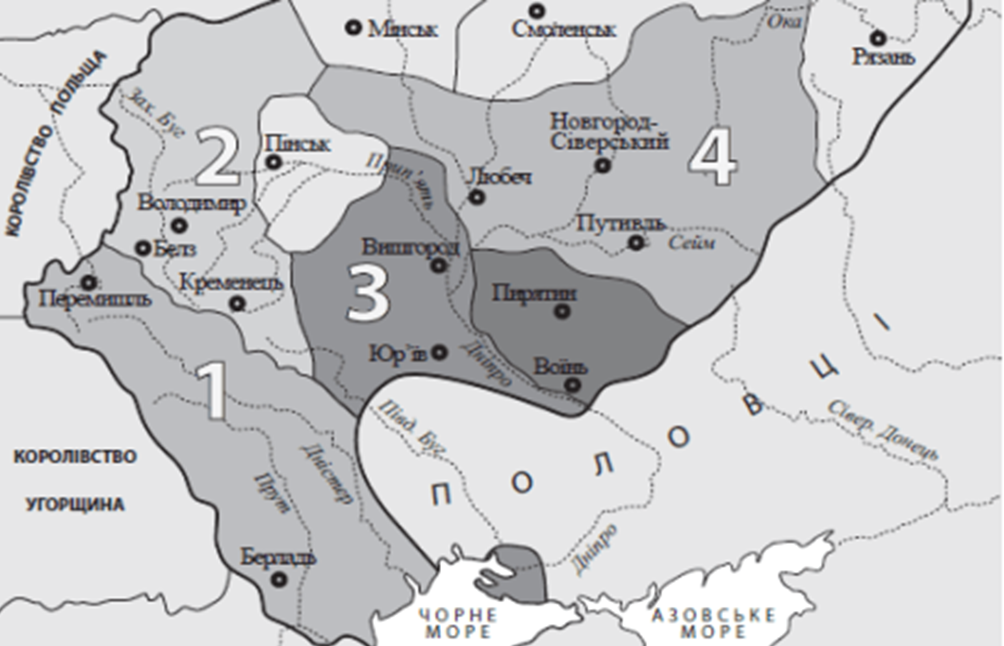 Мінськ
Смоленськ
Ока
Рязань
КОРОЛІВСТВО ПОЛЬЩА
Зах. Буг
2
Пінськ
Прип'ять
Новгород-
Сіверський
4
Любеч
Володимир
Белз
Путивль
Сейм
Вишгород
Перемишль
Кременець
3
Пирятин
Юр'їв
Дніпро
Воїнь
1
Півд. Буг
ПОЛОВЦІ
Сівер. Донець
КОРОЛІВСТВО
УГОРЩИНА
Прут
Дністер
Дніпро
Берладь
ЧОРНЕ
МОРЕ
АЗОВСЬКЕ
МОРЕ